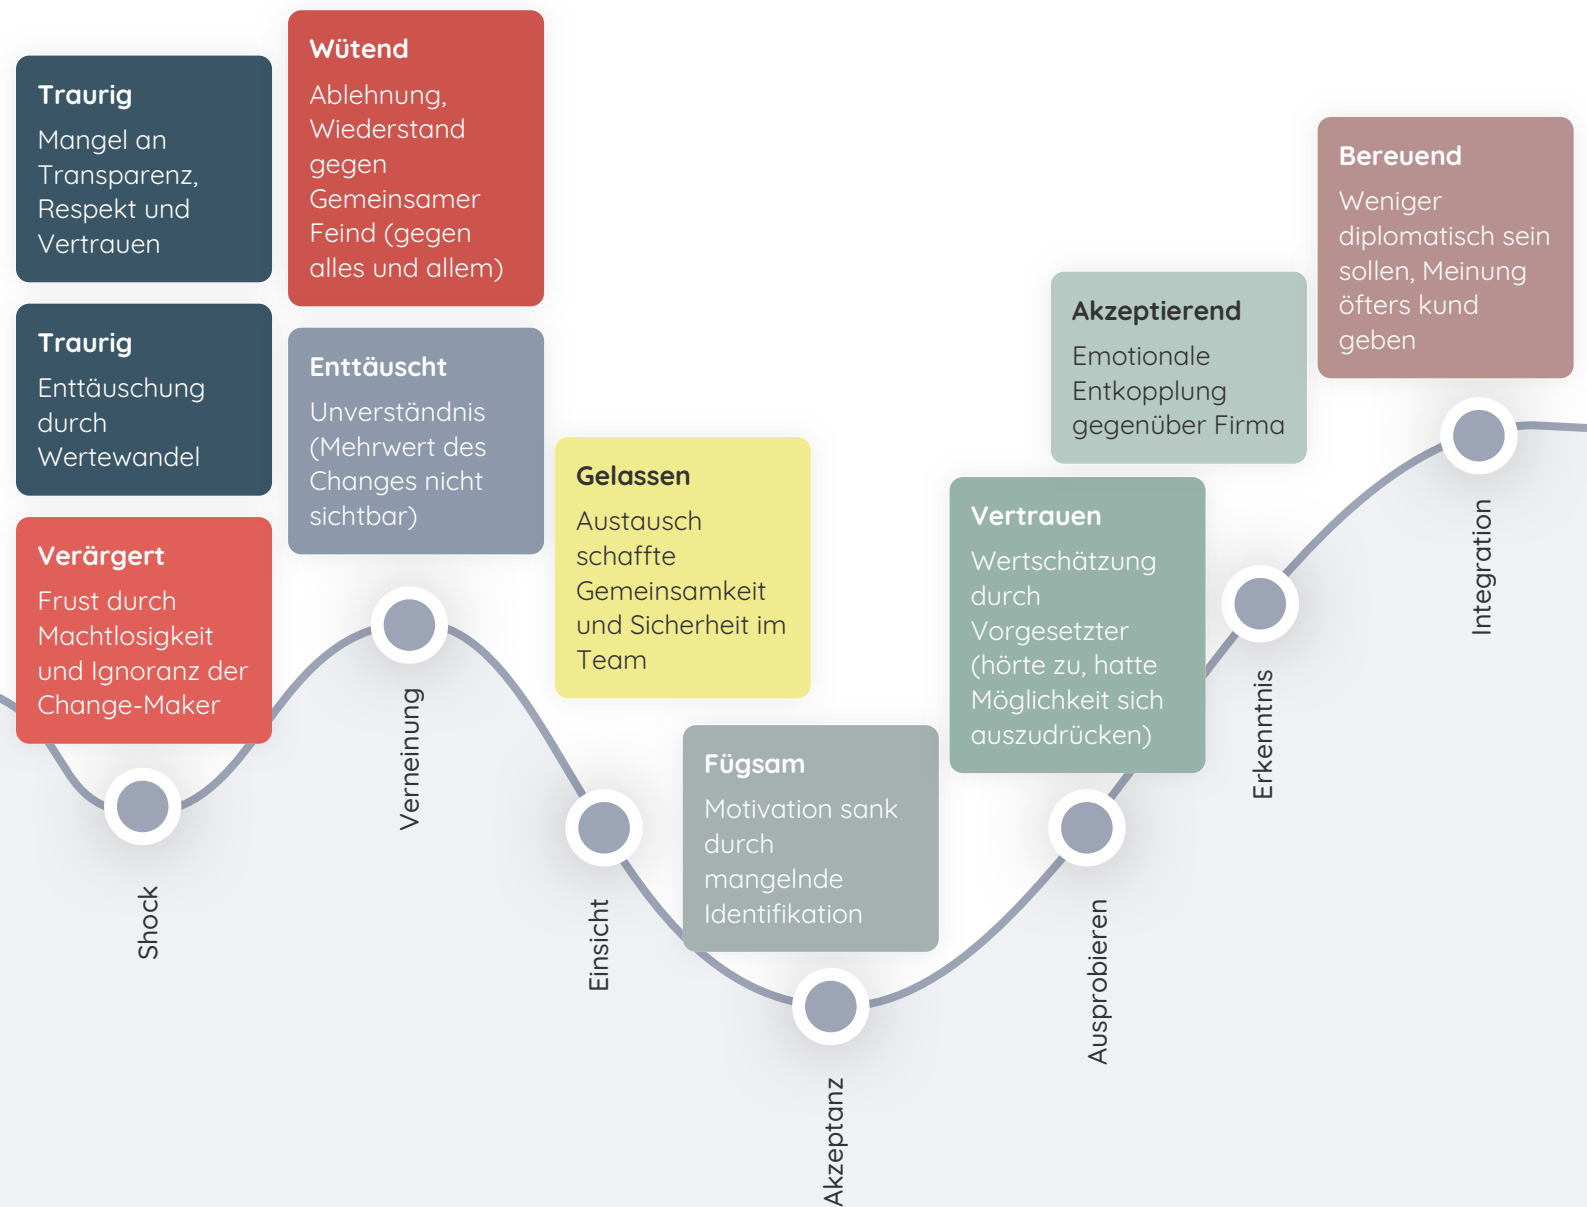 Traurig
Mangel an
Transparenz,
Respekt und
Vertrauen
Traurig
Enttäuschung
durch
Wertewandel
Verärgert
Frust durch
Machtlosigkeit
und Ignoranz der
Change-Maker
Shock
Wütend
Ablehnung,
Wiederstand
gegen
Gemeinsamer
Feind (gegen
alles und allem)
Enttäuscht
Unverständnis
(Mehrwert des
Changes nicht
sichtbar)
Verneinung
Gelassen
Austausch
schaffte
Gemeinsamkeit
und Sicherheit im
Team
Einsicht
Fügsam
Motivation sank
durch
mangelnde
Identifikation
Akzeptanz
Vertrauen
Wertschätzung
durch
Vorgesetzter
(hörte zu, hatte
Möglichkeit sich
auszudrücken)
Ausprobieren
Akzeptierend
Emotionale
Entkopplung
gegenüber Firma
Erkenntnis
Bereuend
Weniger
diplomatisch sein
sollen, Meinung
öfters kund
geben
Integration